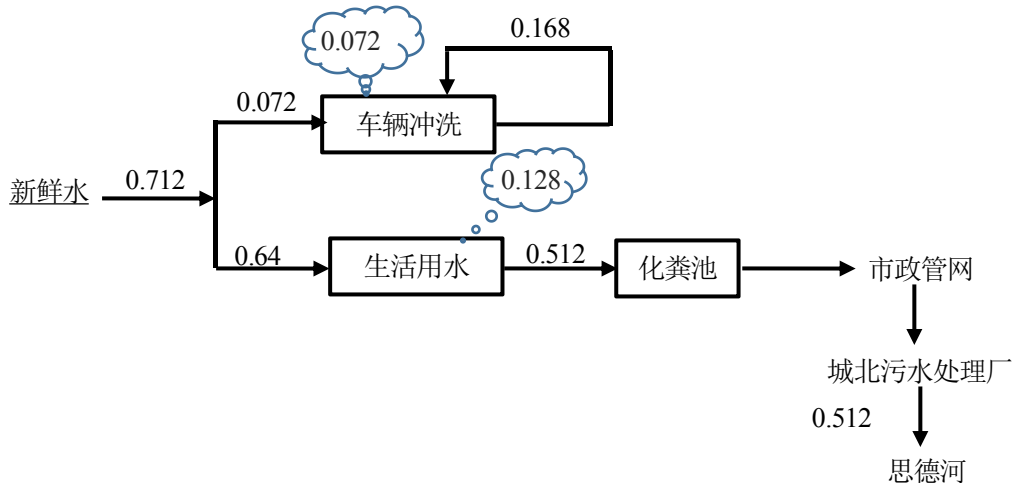 0.168
0.072
0.072
车辆冲洗
新鲜水
0.712
0.128
0.64
生活用水
0.512
化粪池
市政管网
城北污水处理厂
0.512
思德河